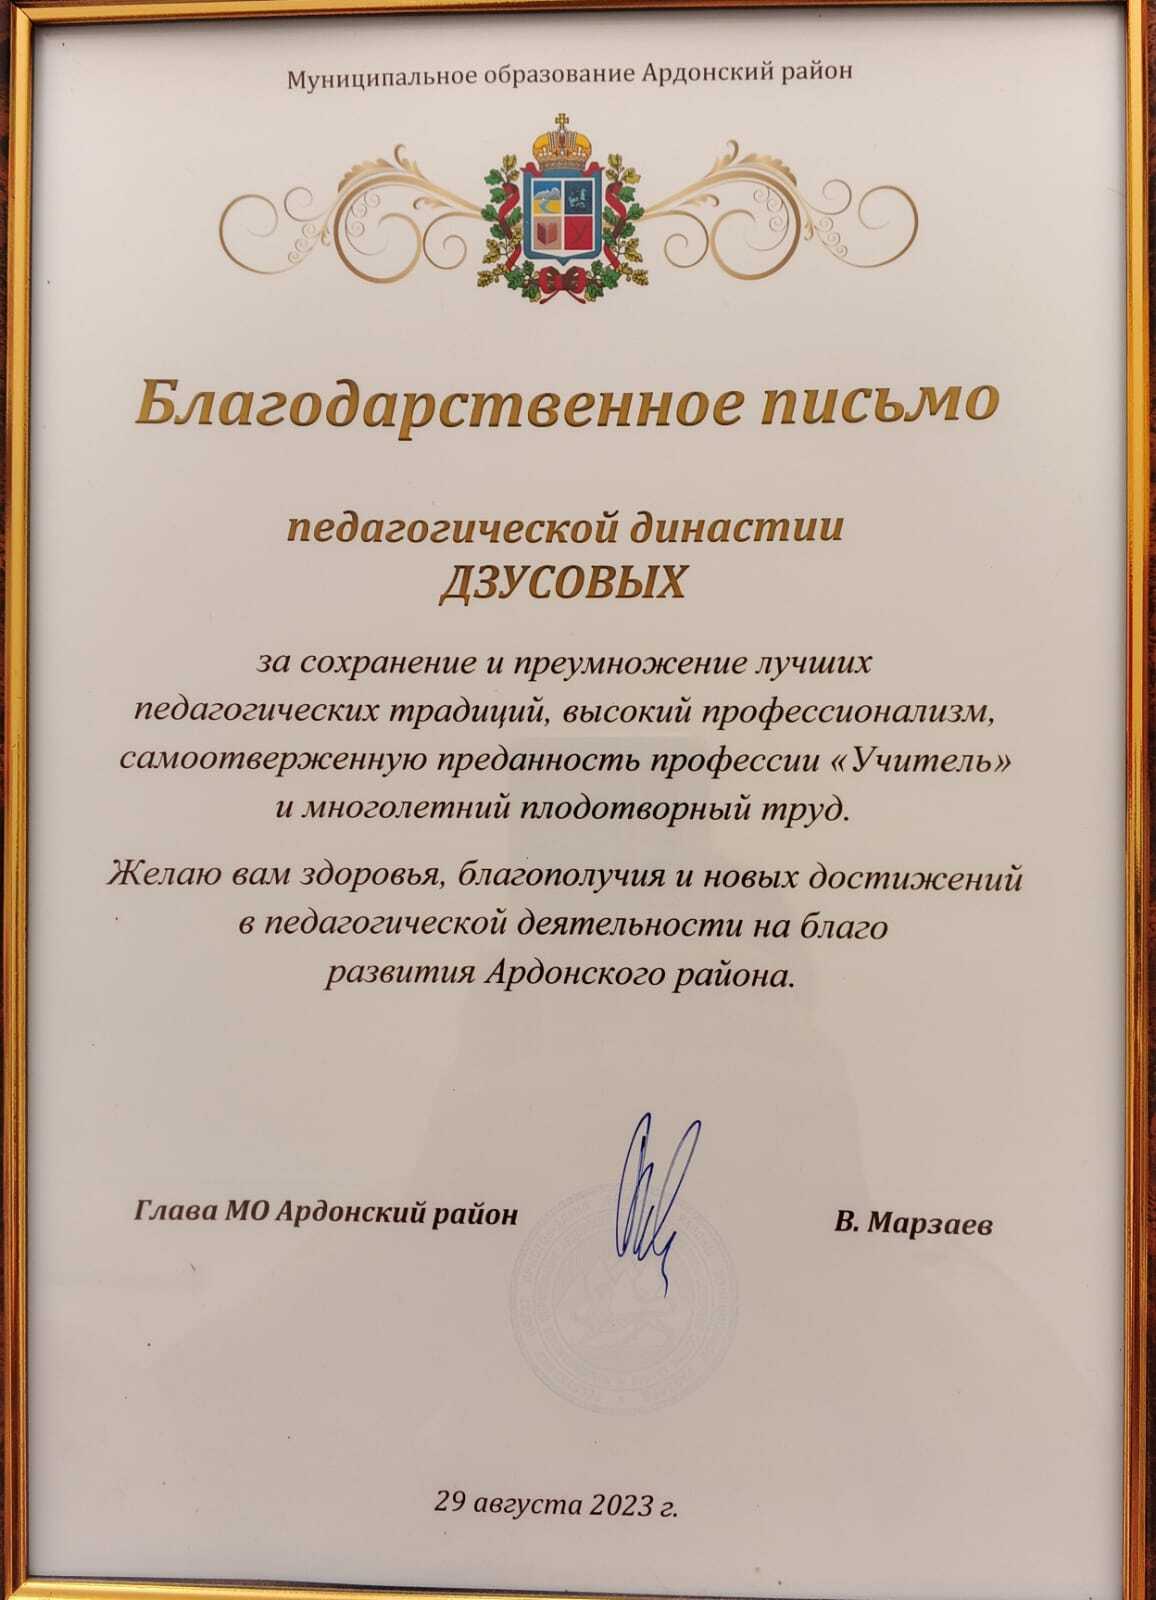 Муниципальное образование Ардонский район
Благодарственное письмо
педагогической династии
ДЗУСОВЫХ
за сохранение и преумножение лучших
педагогических традиций, высокий профессионализм,
самоотверженную преданность профессии «Учитель»
и многолетний плодотворный труд.
Желаю вам здоровья, благополучия и новых достижений
в педагогической деятельности на благо
развития Ардонского района.
Глава МО Ардонский район
В. Марзаев
29 августа 2023 г.